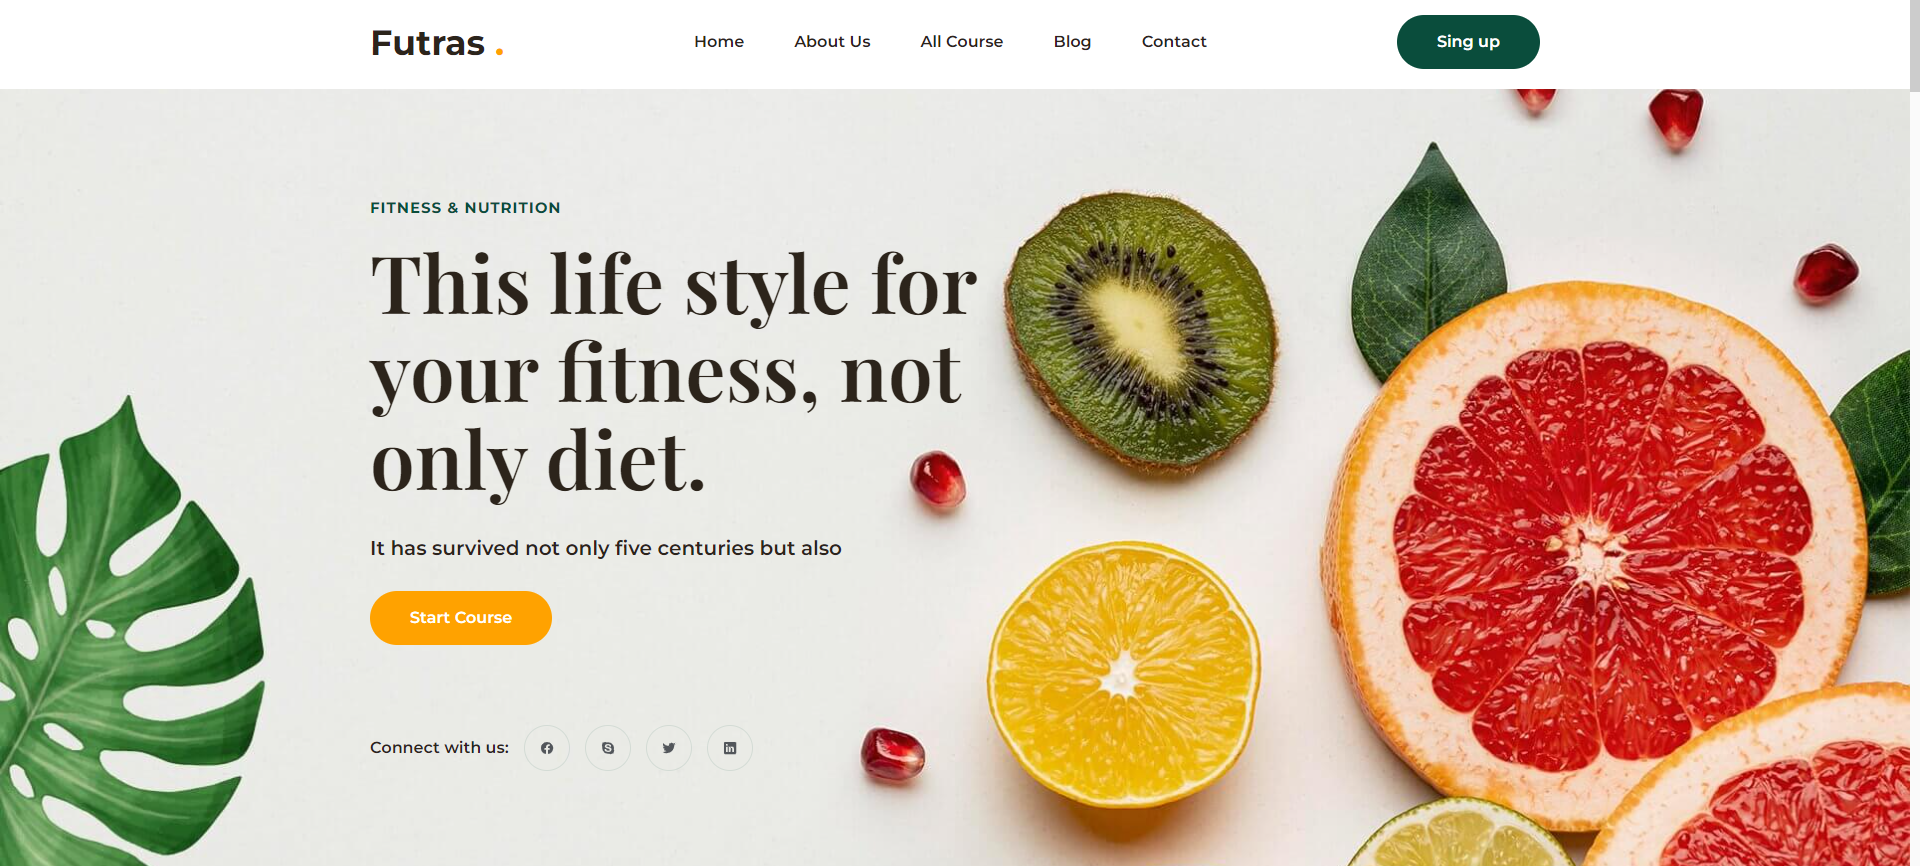 Futras .
Home About Us All Course Blog Contact
Sing up
FITNESS & NUTRITION
This life style for
your fitness, not
only diet.
It has survived not only five centuries but also
Start Course
Connect with us: